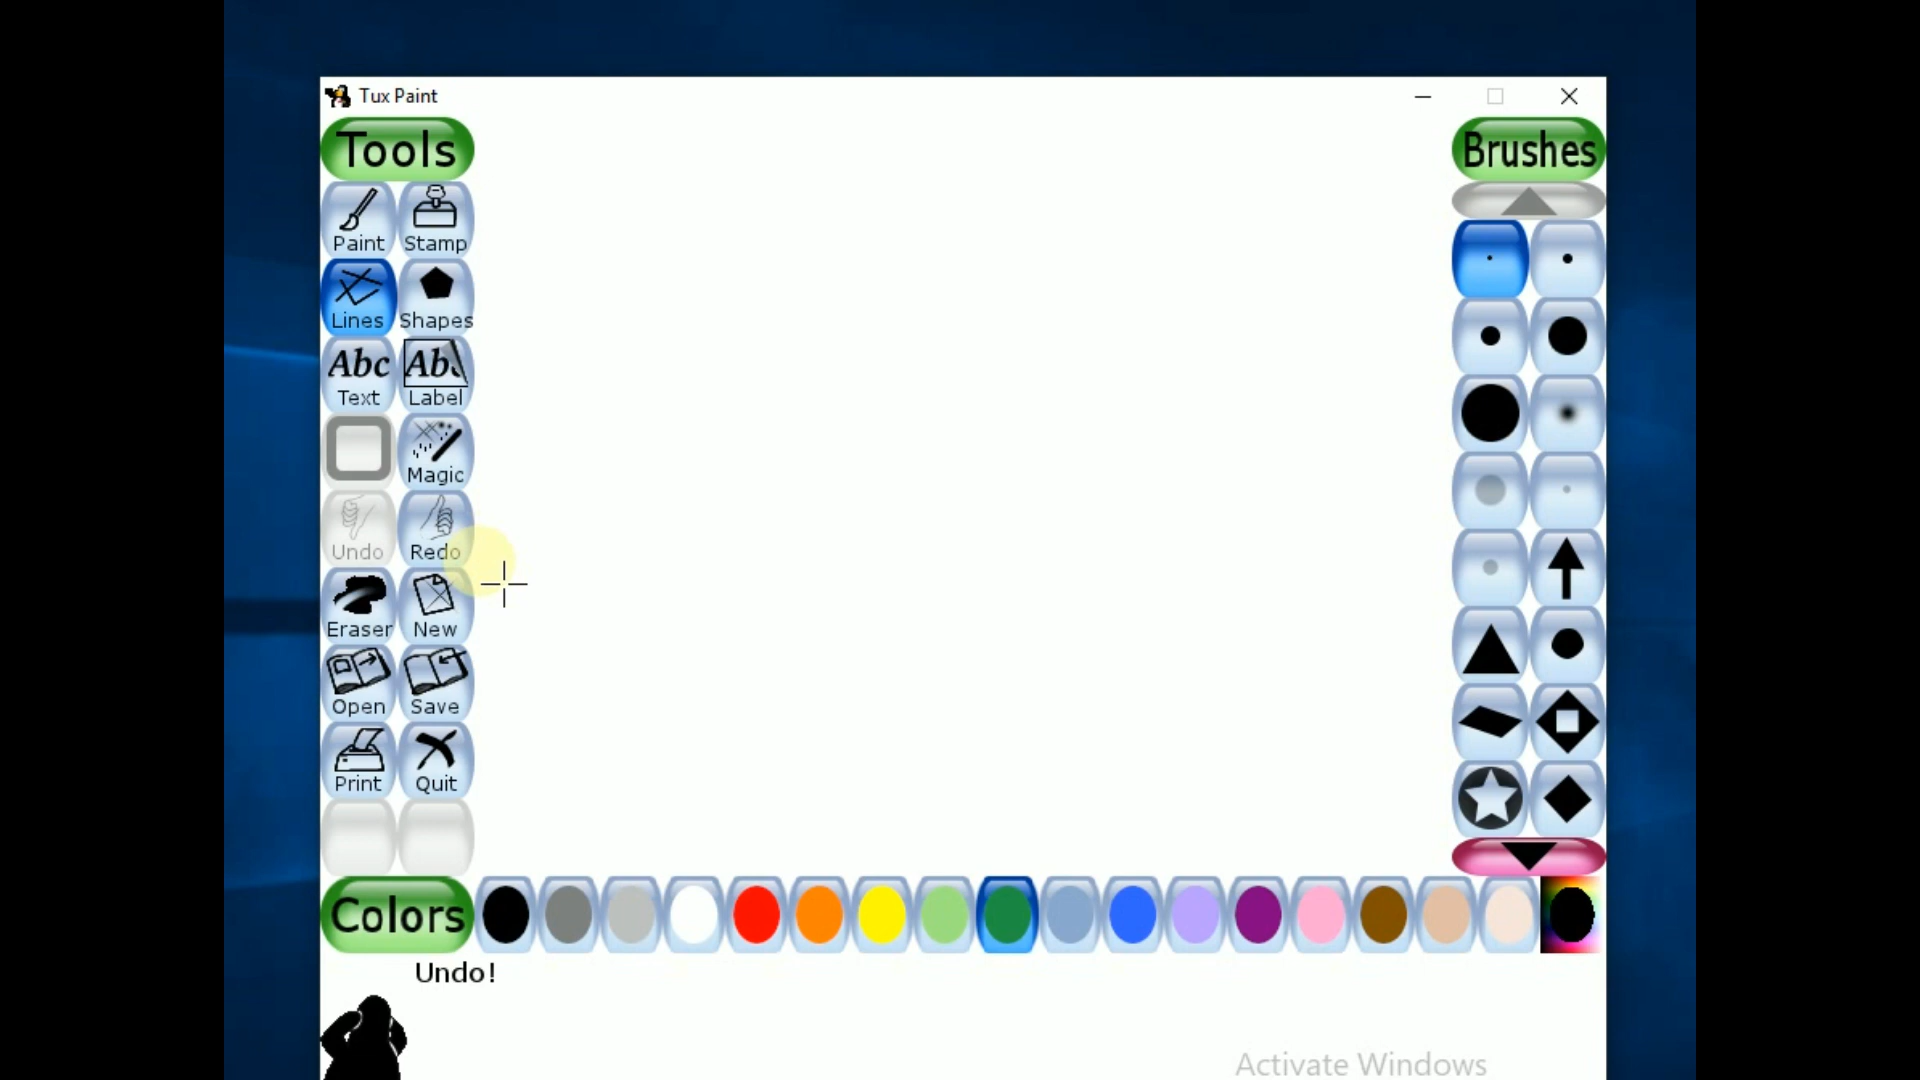 Tux Paint
Tools
Brushes
Paint Stamp
Lines Shapes
Abc Abc
Text Label
Magic
Undo Redo
Eraser New
Open Save
Print Quit
Colors
Undo!
Activate Windows